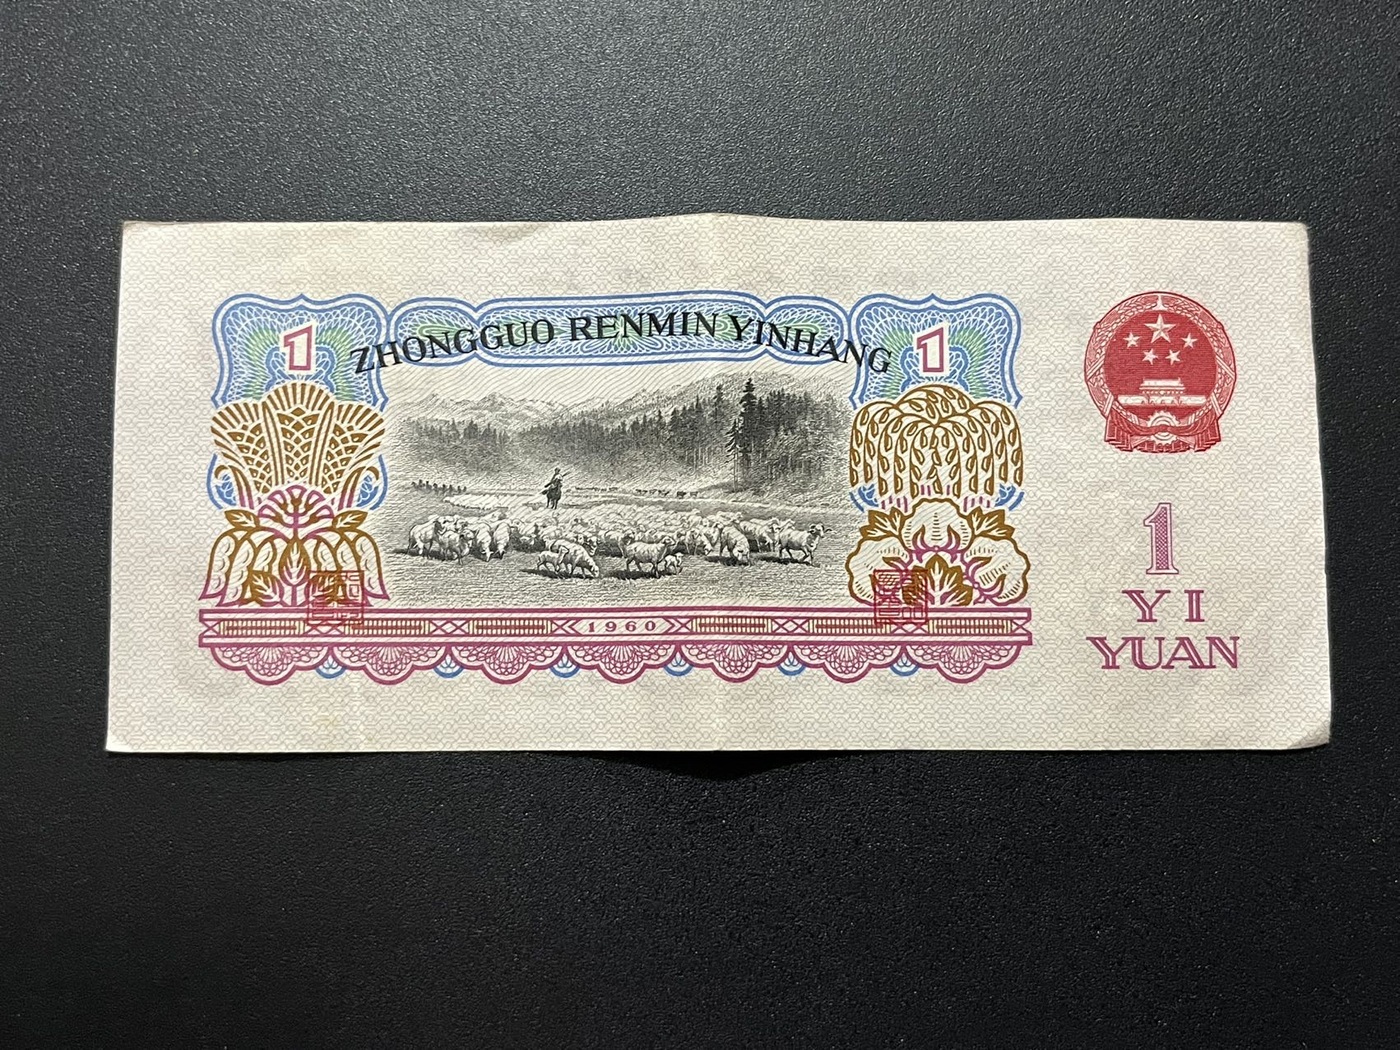 ZHONGGUO RENMIN YINHANG
1
1
1960
1
YI
YUAN